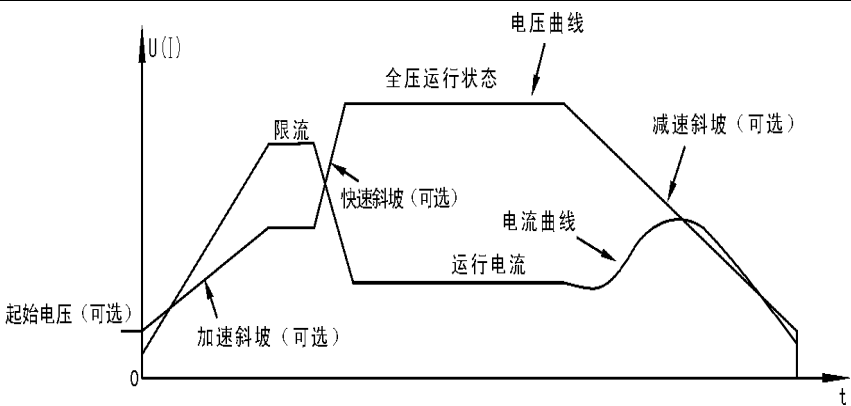 电压曲线
U(I)
全压运行状态
限流
减速斜坡（可选）
快速斜坡（可选）
电流曲线
运行电流
起始电压（可选）
加速斜坡（可选）
0
t